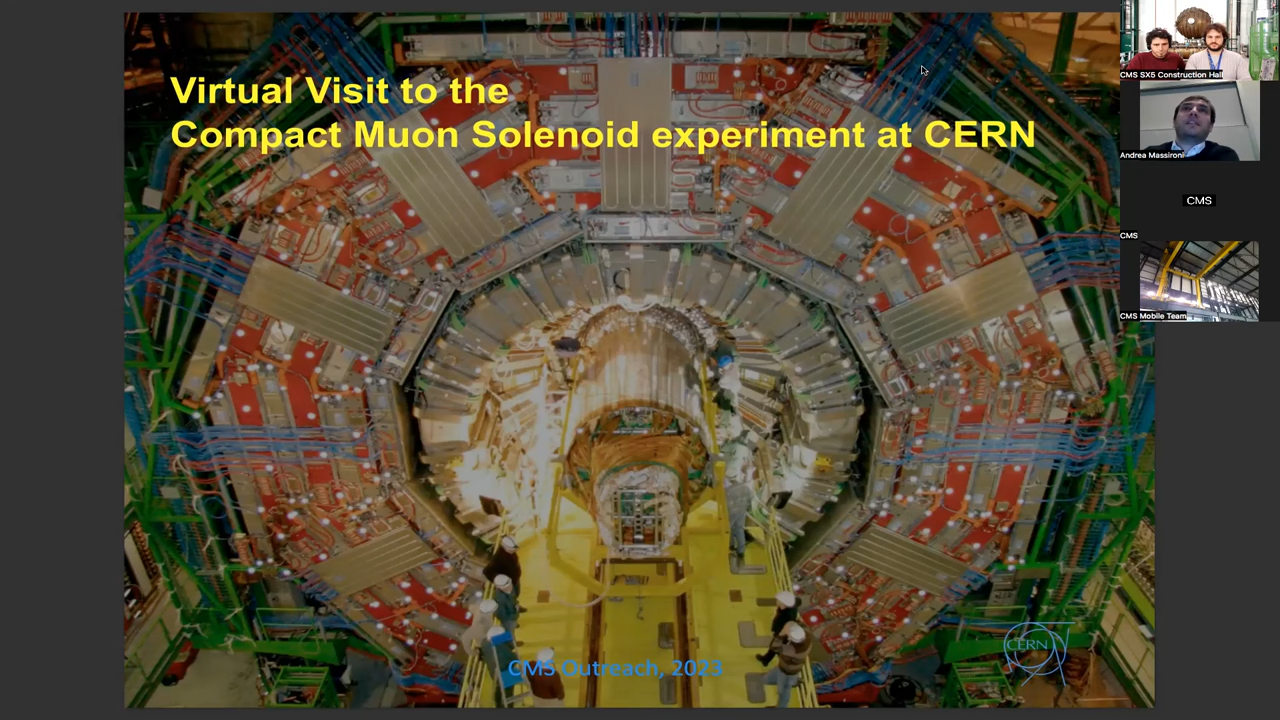 Virtual Visit to the
Compact Muon Solenoid experiment at CERN
CMS SX5 Construction Hall
Andrea Massironi
CMS
CMS
CMS Mobile Team
CERN
CMS Outreach, 2023